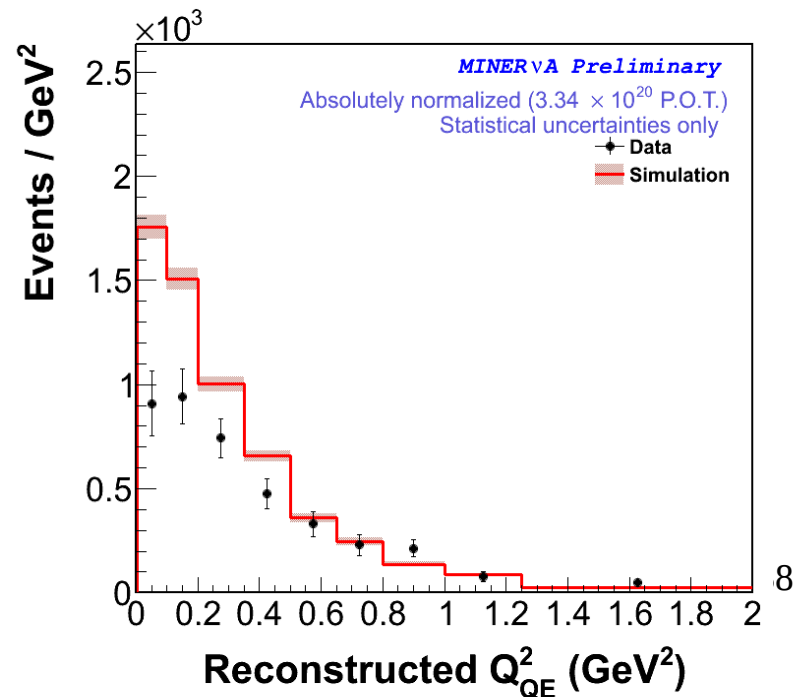 ×10³
MINERνA Preliminary
Absolutely normalized (3.34 × 10²⁰ P.O.T.)
Statistical uncertainties only
Data
Simulation
Events / GeV²
2.5
2
1.5
1
0.5
0
0 0.2 0.4 0.6 0.8 1 1.2 1.4 1.6 1.8 2
8
Reconstructed Q²QE (GeV²)